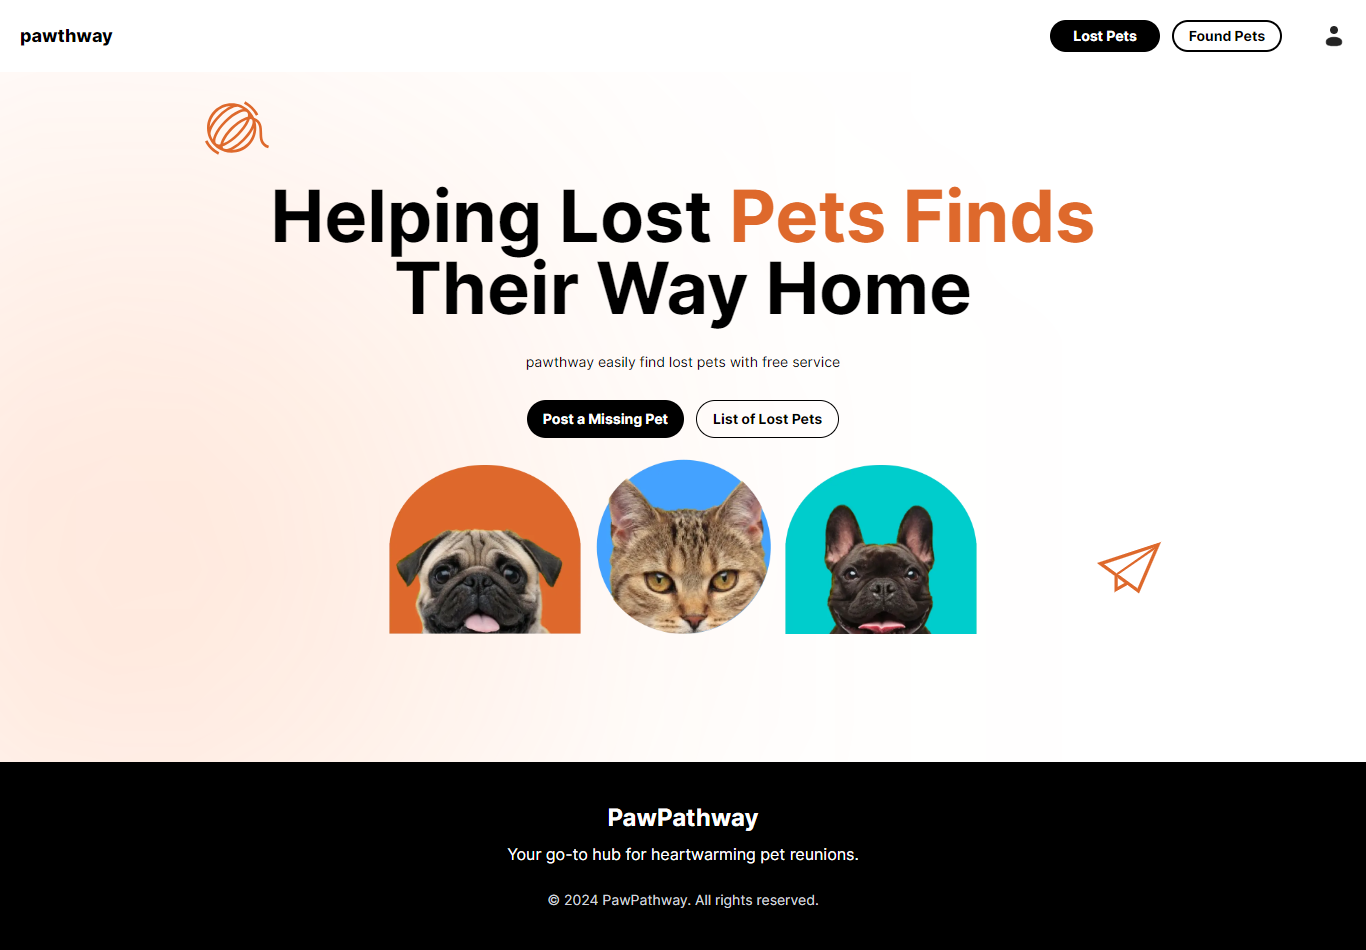 pawthway
Lost Pets
Found Pets
Helping Lost Pets Finds
Their Way Home
pawthway easily find lost pets with free service
Post a Missing Pet
List of Lost Pets
PawPathway
Your go-to hub for heartwarming pet reunions.
© 2024 PawPathway. All rights reserved.